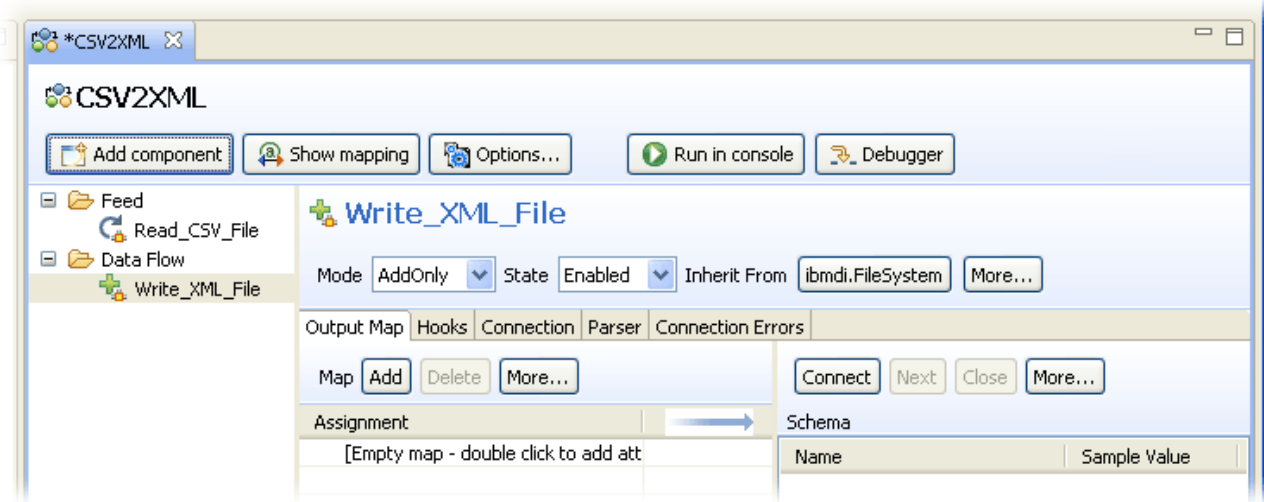 *CSV2XML
CSV2XML
Add component Show mapping Options... Run in console Debugger
Feed
Read_CSV_File
Data Flow
Write_XML_File
Write_XML_File
Mode AddOnly State Enabled Inherit From ibmdi.FileSystem More...
Output Map Hooks Connection Parser Connection Errors
Map Add Delete More...
Connect Next Close More...
Assignment
Schema
[Empty map - double click to add att
Name Sample Value